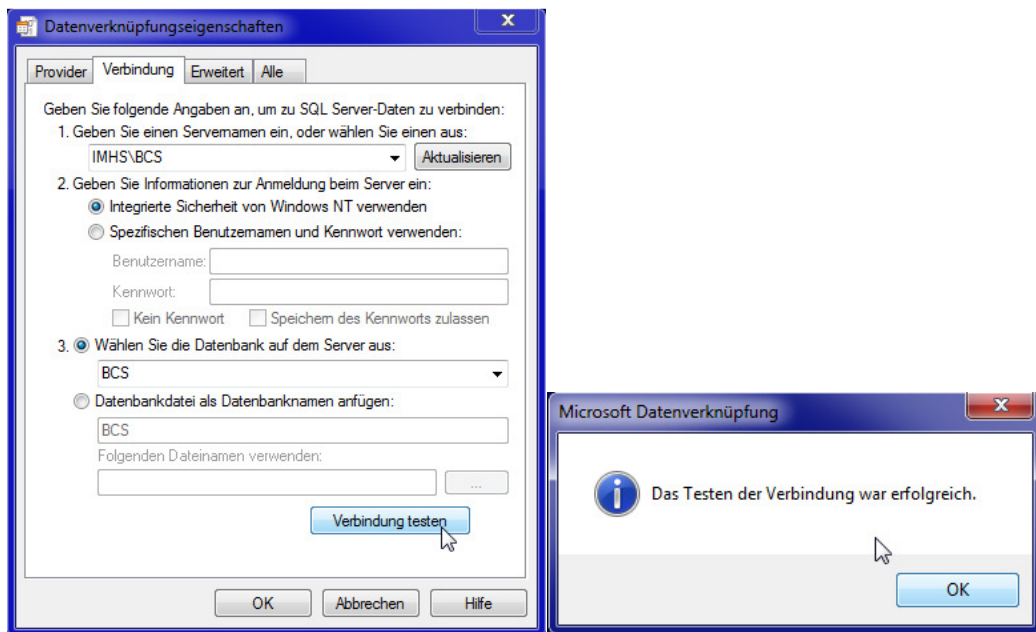 Datenverknüpfungseigenschaften
Provider Verbindung Erweitert Alle
Geben Sie folgende Angaben an, um zu SQL Server-Daten zu verbinden:
1. Geben Sie einen Servernamen ein, oder wählen Sie einen aus:
IMHS\BCS Aktualisieren
2. Geben Sie Informationen zur Anmeldung beim Server ein:
Integrierte Sicherheit von Windows NT verwenden
Spezifischen Benutzernamen und Kennwort verwenden:
Benutzername:
Kennwort:
Kein Kennwort Speichern des Kennworts zulassen
3. Wählen Sie die Datenbank auf dem Server aus:
BCS
Datenbankdatei als Datenbanknamen anfügen:
BCS
Folgenden Dateinamen verwenden:
...
Verbindung testen
OK Abbrechen Hilfe
Microsoft Datenverknüpfung
Das Testen der Verbindung war erfolgreich.
OK